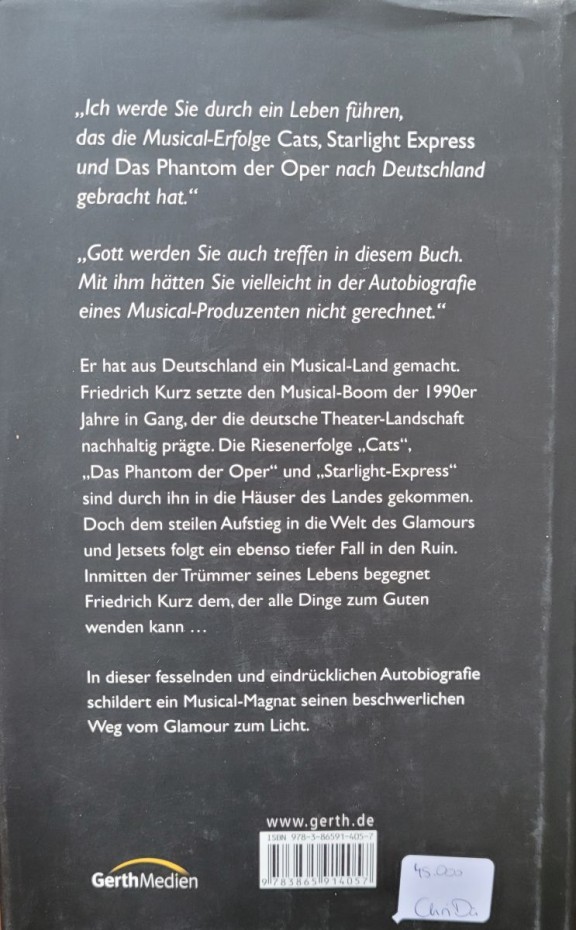 „Ich werde Sie durch ein Leben führen,
das die Musical-Erfolge Cats, Starlight Express
und Das Phantom der Oper nach Deutschland
gebracht hat.“
„Gott werden Sie auch treffen in diesem Buch.
Mit ihm hätten Sie vielleicht in der Autobiografie
eines Musical-Produzenten nicht gerechnet.“
Er hat aus Deutschland ein Musical-Land gemacht.
Friedrich Kurz setzte den Musical-Boom der 1990er
Jahre in Gang, der die deutsche Theater-Landschaft
nachhaltig prägte. Die Riesenerfolge „Cats“,
„Das Phantom der Oper“ und „Starlight-Express“
sind durch ihn in die Häuser des Landes gekommen.
Doch dem steilen Aufstieg in die Welt des Glamours
und Jetsets folgt ein ebenso tiefer Fall in den Ruin.
Inmitten der Trümmer seines Lebens begegnet
Friedrich Kurz dem, der alle Dinge zum Guten
wenden kann …
In dieser fesselnden und eindrücklichen Autobiografie
schildert ein Musical-Magnat seinen beschwerlichen
Weg vom Glamour zum Licht.
www.gerth.de
ISBN 978-3-86591-405-7
9 783865 914057
GerthMedien
45.000